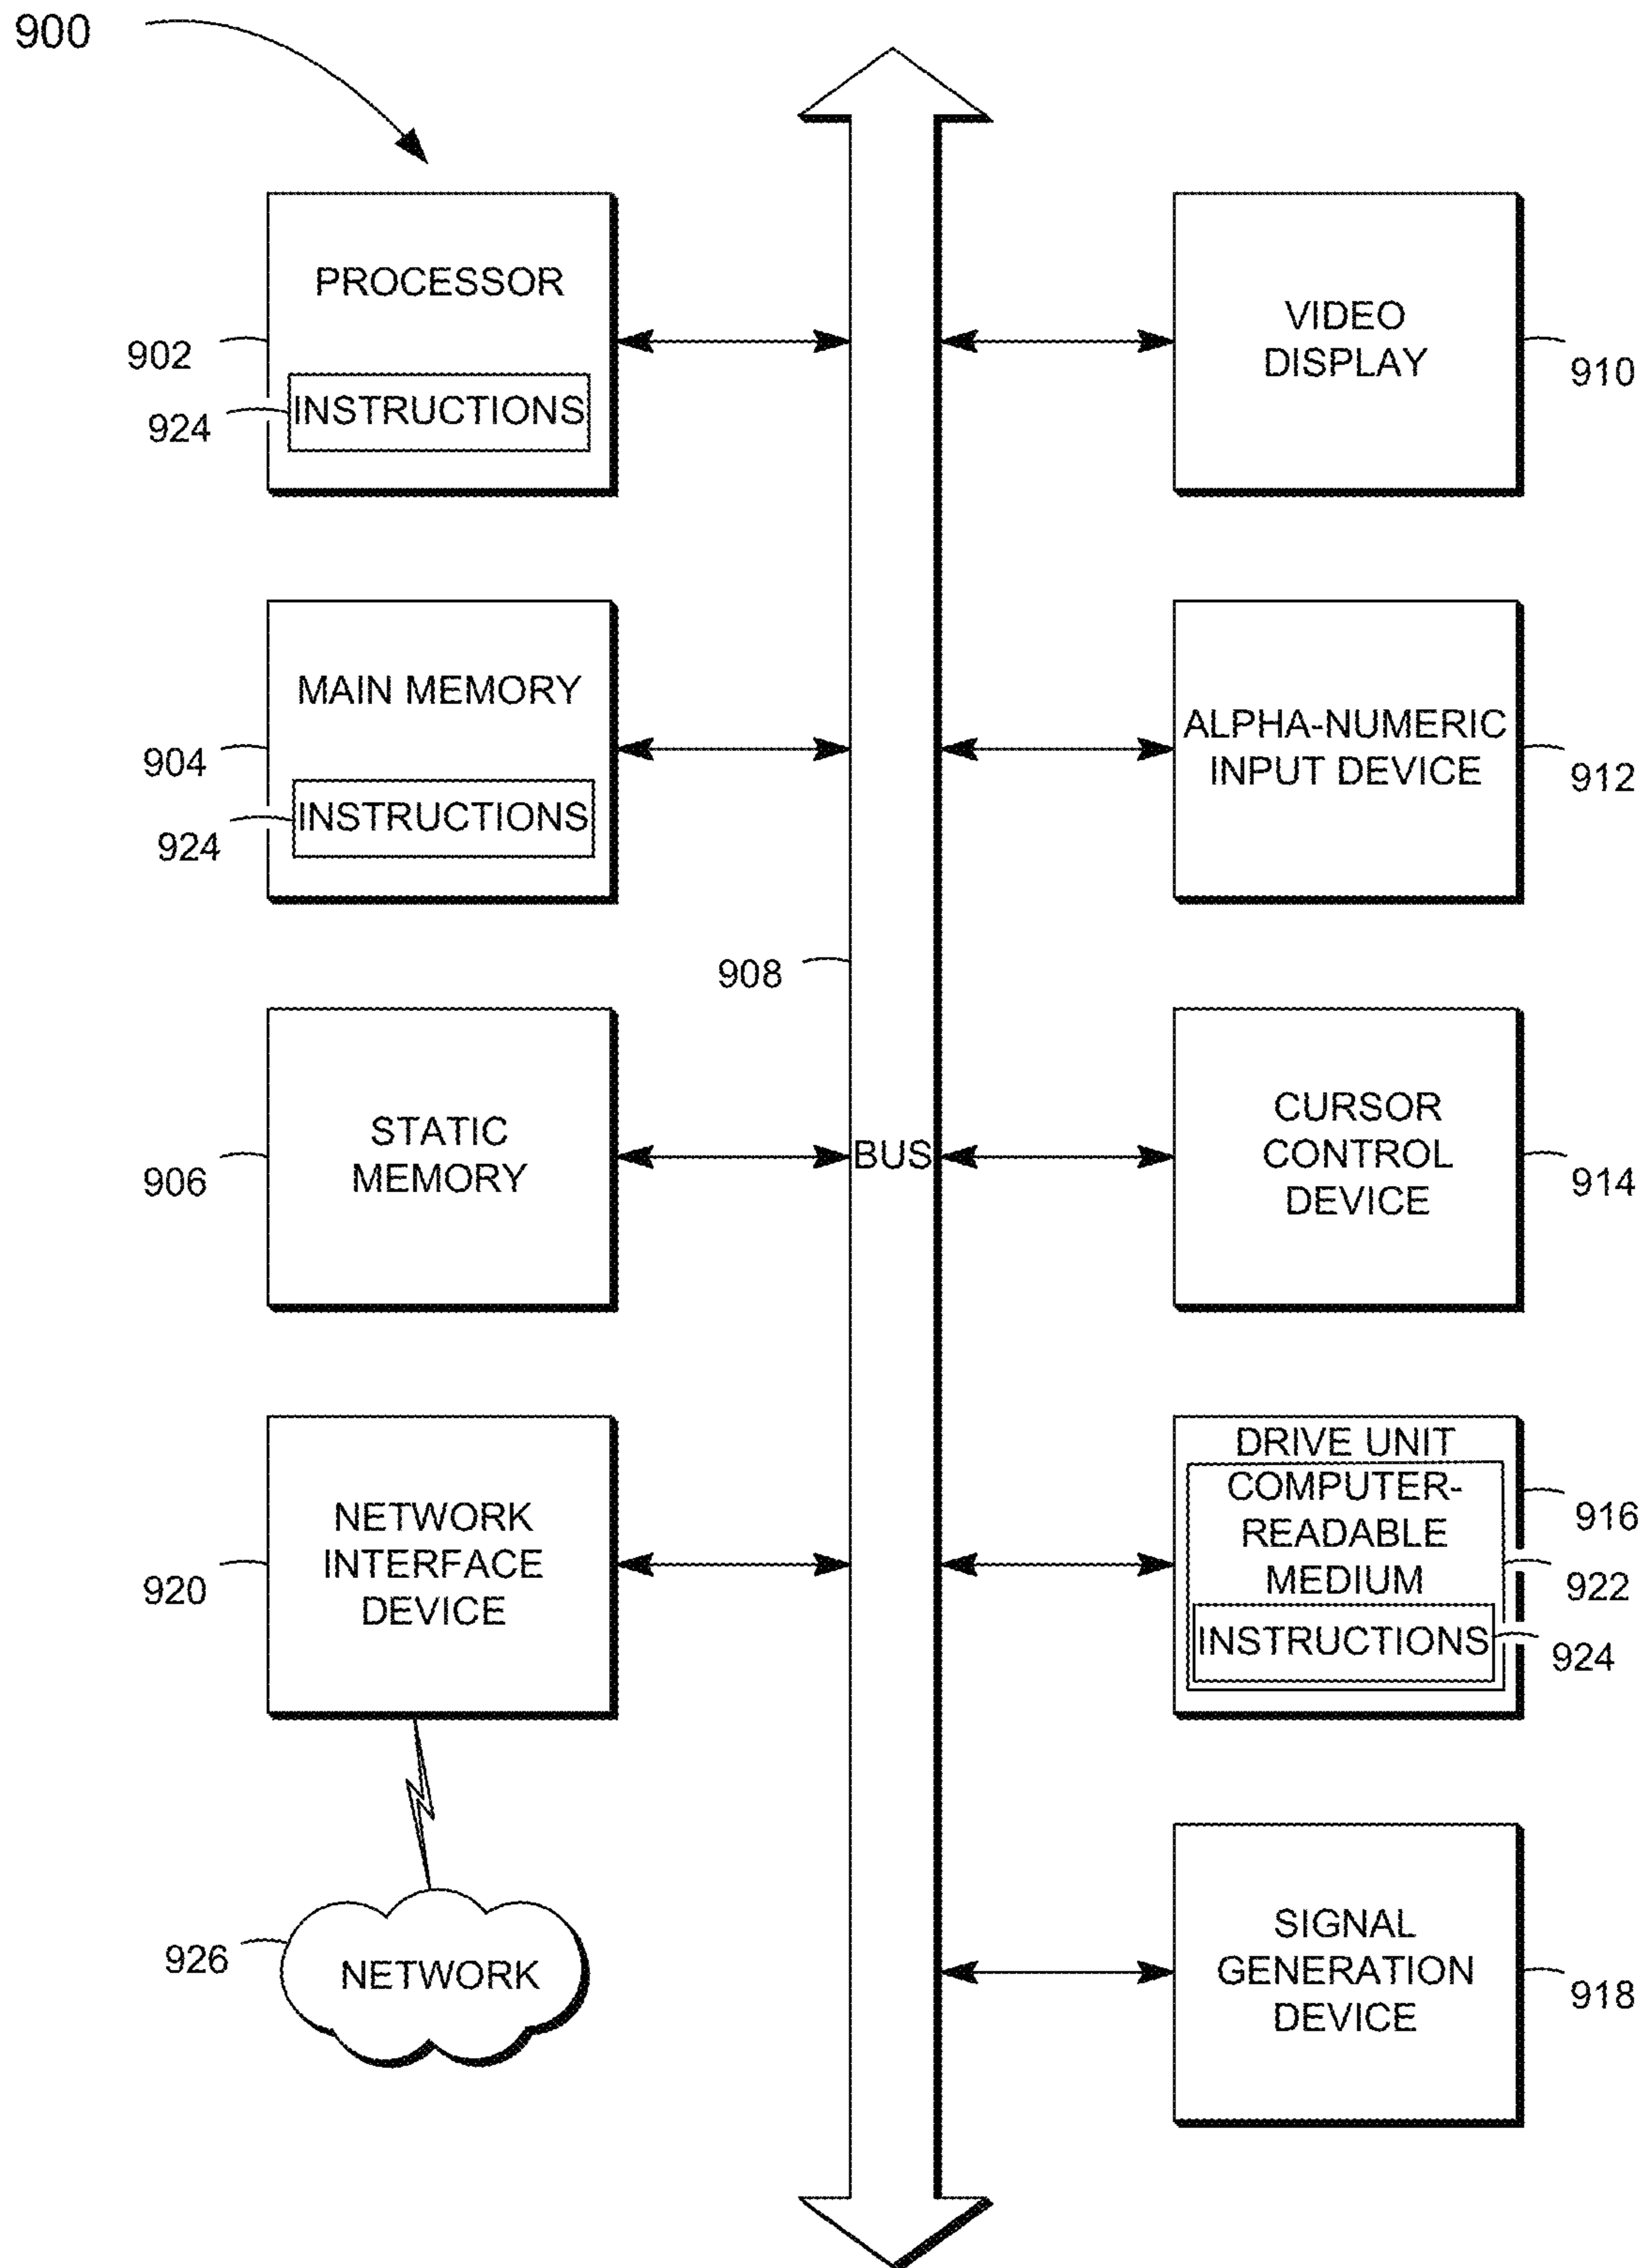 900
PROCESSOR
902
INSTRUCTIONS
924
MAIN MEMORY
904
INSTRUCTIONS
924
STATIC
MEMORY
906
NETWORK
INTERFACE
DEVICE
920
NETWORK
926
908
BUS
VIDEO
DISPLAY
910
ALPHA-NUMERIC
INPUT DEVICE
912
CURSOR
CONTROL
DEVICE
914
DRIVE UNIT
COMPUTER-
READABLE
MEDIUM
916
922
INSTRUCTIONS
924
SIGNAL
GENERATION
DEVICE
918